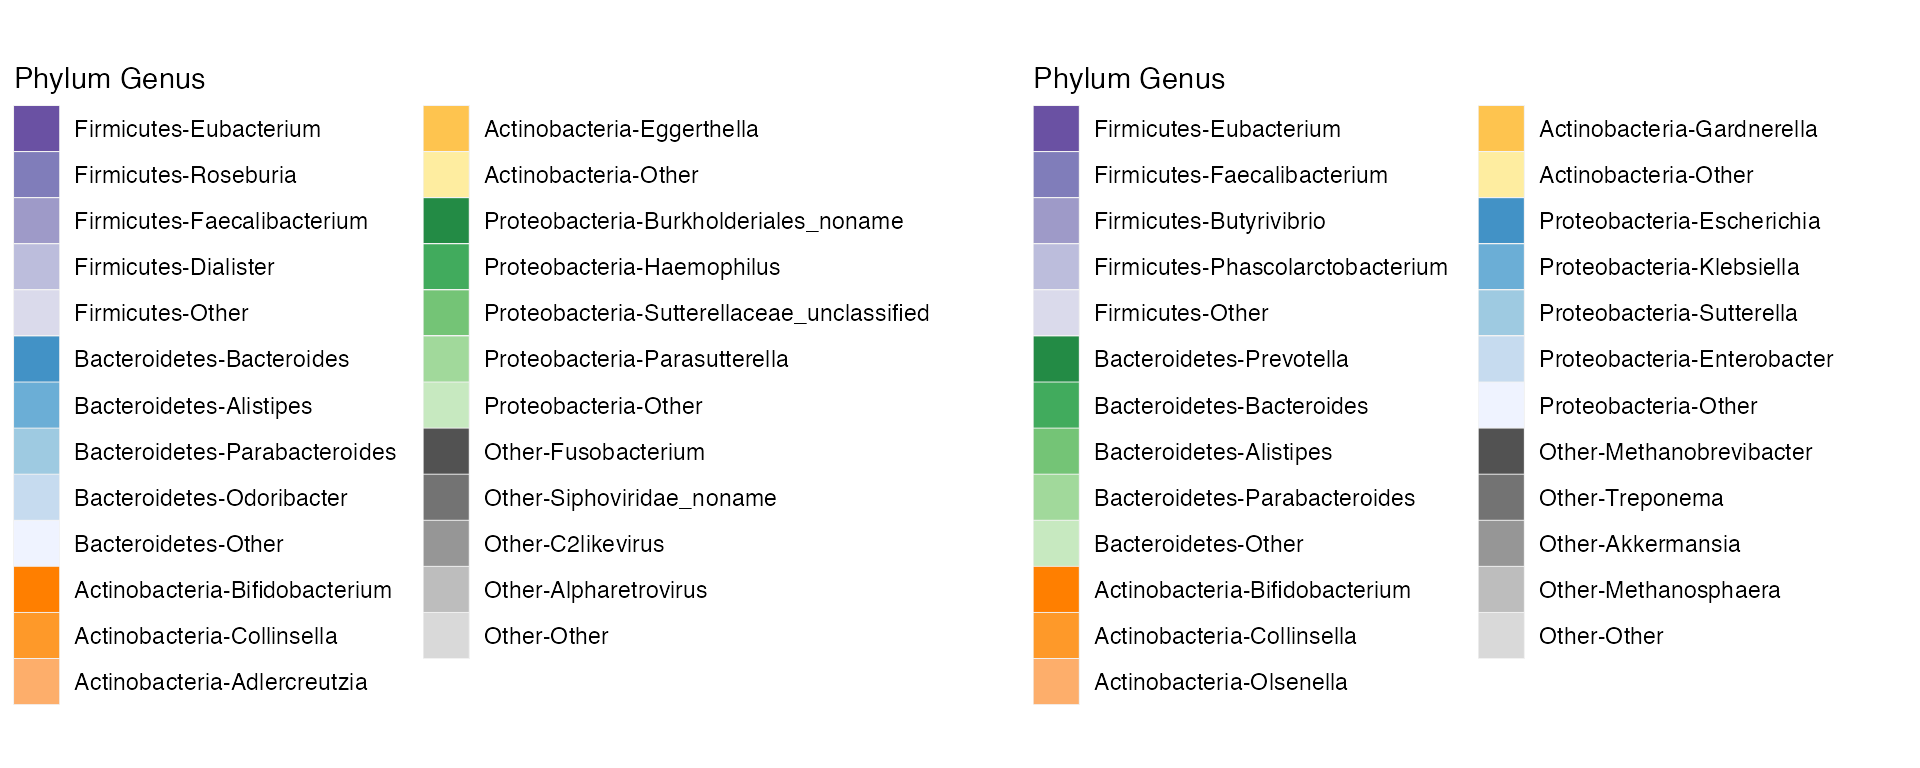 Phylum Genus
Firmicutes-Eubacterium
Firmicutes-Roseburia
Firmicutes-Faecalibacterium
Firmicutes-Dialister
Firmicutes-Other
Bacteroidetes-Bacteroides
Bacteroidetes-Alistipes
Bacteroidetes-Parabacteroides
Bacteroidetes-Odoribacter
Bacteroidetes-Other
Actinobacteria-Bifidobacterium
Actinobacteria-Collinsella
Actinobacteria-Adlercreutzia
Actinobacteria-Eggerthella
Actinobacteria-Other
Proteobacteria-Burkholderiales_noname
Proteobacteria-Haemophilus
Proteobacteria-Sutterellaceae_unclassified
Proteobacteria-Parasutterella
Proteobacteria-Other
Other-Fusobacterium
Other-Siphoviridae_noname
Other-C2likevirus
Other-Alpharetrovirus
Other-Other
Phylum Genus
Firmicutes-Eubacterium
Firmicutes-Faecalibacterium
Firmicutes-Butyrivibrio
Firmicutes-Phascolarctobacterium
Firmicutes-Other
Bacteroidetes-Prevotella
Bacteroidetes-Bacteroides
Bacteroidetes-Alistipes
Bacteroidetes-Parabacteroides
Bacteroidetes-Other
Actinobacteria-Bifidobacterium
Actinobacteria-Collinsella
Actinobacteria-Olsenella
Actinobacteria-Gardnerella
Actinobacteria-Other
Proteobacteria-Escherichia
Proteobacteria-Klebsiella
Proteobacteria-Sutterella
Proteobacteria-Enterobacter
Proteobacteria-Other
Other-Methanobrevibacter
Other-Treponema
Other-Akkermansia
Other-Methanosphaera
Other-Other